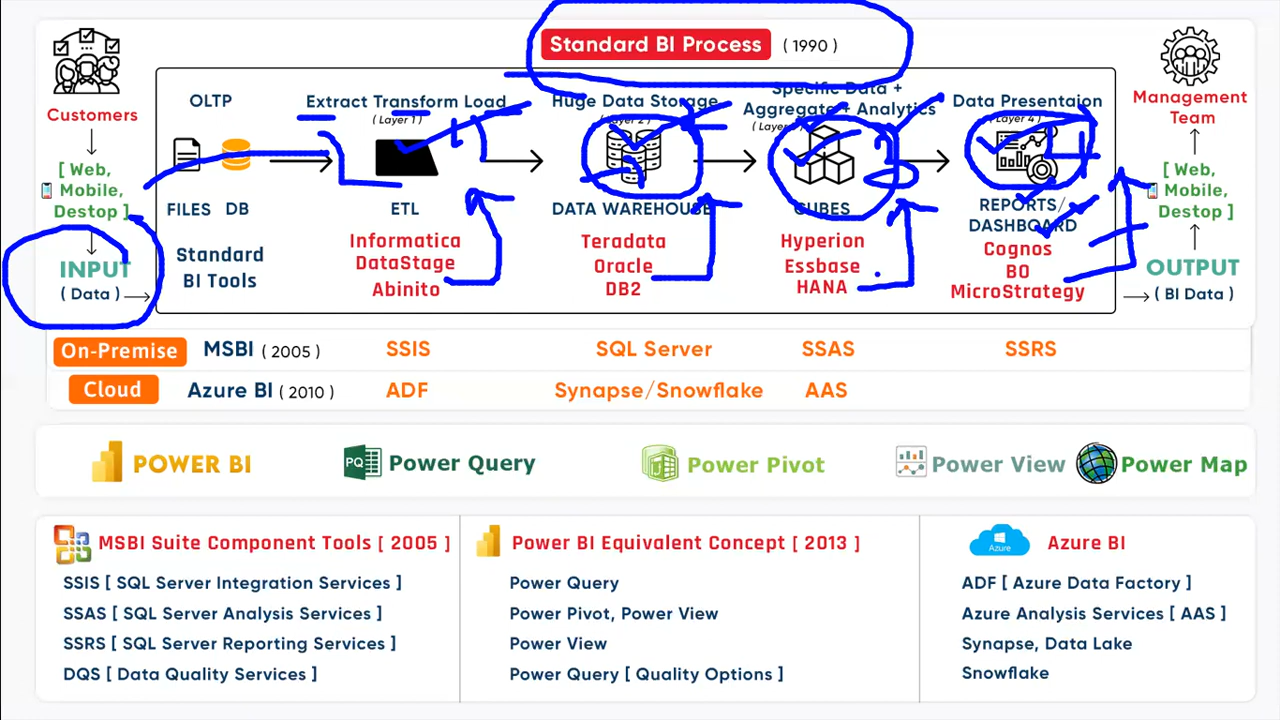 Standard BI Process ( 1990 )
Customers
[ Web,
Mobile,
Destop ]
INPUT
( Data )
OLTP
FILES DB
Standard
BI Tools
Extract Transform Load
( Layer 1 )
ETL
Informatica
DataStage
Abinito
Huge Data Storage
Layer 2 )
DATA WAREHOUSE
Teradata
Oracle
DB2
Specific Data +
Aggregate + Analytics
CUBES
Hyperion
Essbase
HANA
Data Presentaion
Layer 4 )
REPORTS/
DASHBOARD
Cognos
BO
MicroStrategy
Management
Team
[ Web,
Mobile,
Destop ]
OUTPUT
( BI Data )
On-Premise MSBI ( 2005 ) SSIS SQL Server SSAS SSRS
Cloud Azure BI ( 2010 ) ADF Synapse/Snowflake AAS
POWER BI PQ Power Query Power Pivot Power View Power Map
MSBI Suite Component Tools [ 2005 ]
SSIS [ SQL Server Integration Services ]
SSAS [ SQL Server Analysis Services ]
SSRS [ SQL Server Reporting Services ]
DQS [ Data Quality Services ]
Power BI Equivalent Concept [ 2013 ]
Power Query
Power Pivot, Power View
Power View
Power Query [ Quality Options ]
Azure
Azure BI
ADF [ Azure Data Factory ]
Azure Analysis Services [ AAS ]
Synapse, Data Lake
Snowflake